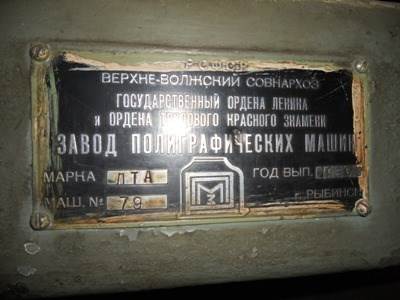 ВЕРХНЕ-ВОЛЖСКИЙ СОВНАРХОЗ
ГОСУДАРСТВЕННЫЙ ОРДЕНА ЛЕНИНА
и ОРДЕНА ТРУДОВОГО КРАСНОГО ЗНАМЕНИ
ЗАВОД ПОЛИГРАФИЧЕСКИХ МАШИН
МАРКА ЛТА ГОД ВЫП.
МАШ. № 79 г. РЫБИНСК